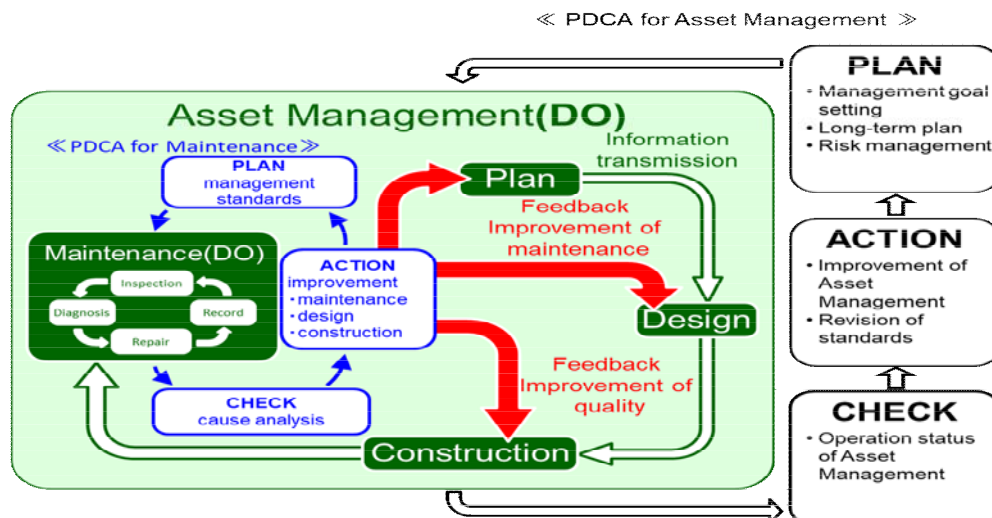 ≪ PDCA for Asset Management ≫
Asset Management(DO)
≪PDCA for Maintenance≫
PLAN
management
standards
Maintenance(DO)
Inspection
Diagnosis
Record
Repair
ACTION
improvement
・maintenance
・design
・construction
CHECK
cause analysis
Plan
Information
transmission
Feedback
Improvement of
maintenance
Design
Feedback
Improvement of
quality
Construction
PLAN
• Management goal
setting
• Long-term plan
• Risk management
ACTION
• Improvement of
Asset
Management
• Revision of
standards
CHECK
• Operation status
of Asset
Management